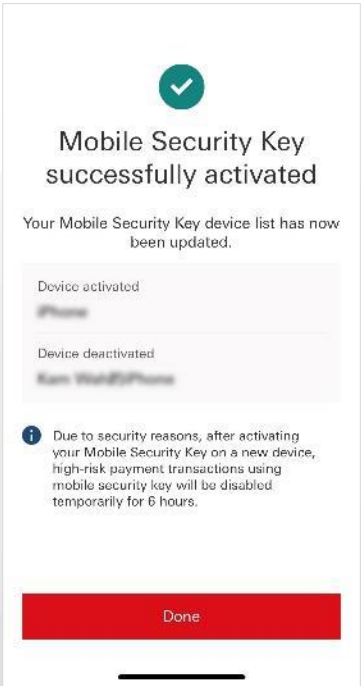 Mobile Security Key
successfully activated
Your Mobile Security Key device list has now
been updated.
Device activated
iPhone
Device deactivated
Due to security reasons, after activating
your Mobile Security Key on a new device,
high-risk payment transactions using
mobile security key will be disabled
temporarily for 6 hours.
Done